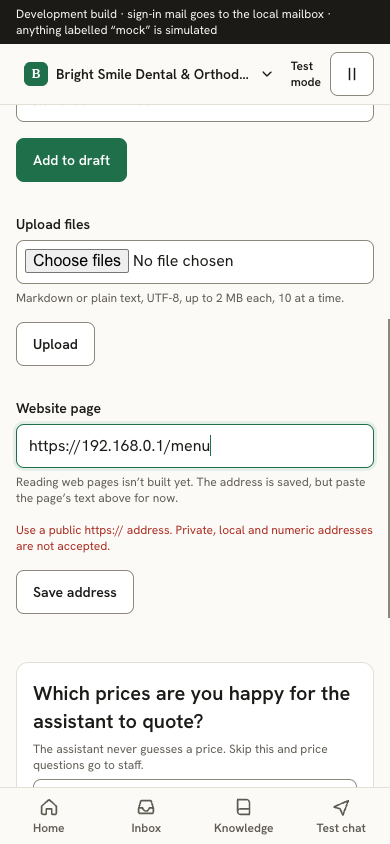 Development build · sign-in mail goes to the local mailbox ·
anything labelled “mock” is simulated
B
Bright Smile Dental & Orthod...
Test
mode
Add to draft
Upload files
Choose files No file chosen
Markdown or plain text, UTF-8, up to 2 MB each, 10 at a time.
Upload
Website page
https://192.168.0.1/menu
Reading web pages isn’t built yet. The address is saved, but paste
the page’s text above for now.
Use a public https:// address. Private, local and numeric addresses
are not accepted.
Save address
Which prices are you happy for the
assistant to quote?
The assistant never guesses a price. Skip this and price
questions go to staff.
Home
Inbox
Knowledge
Test chat